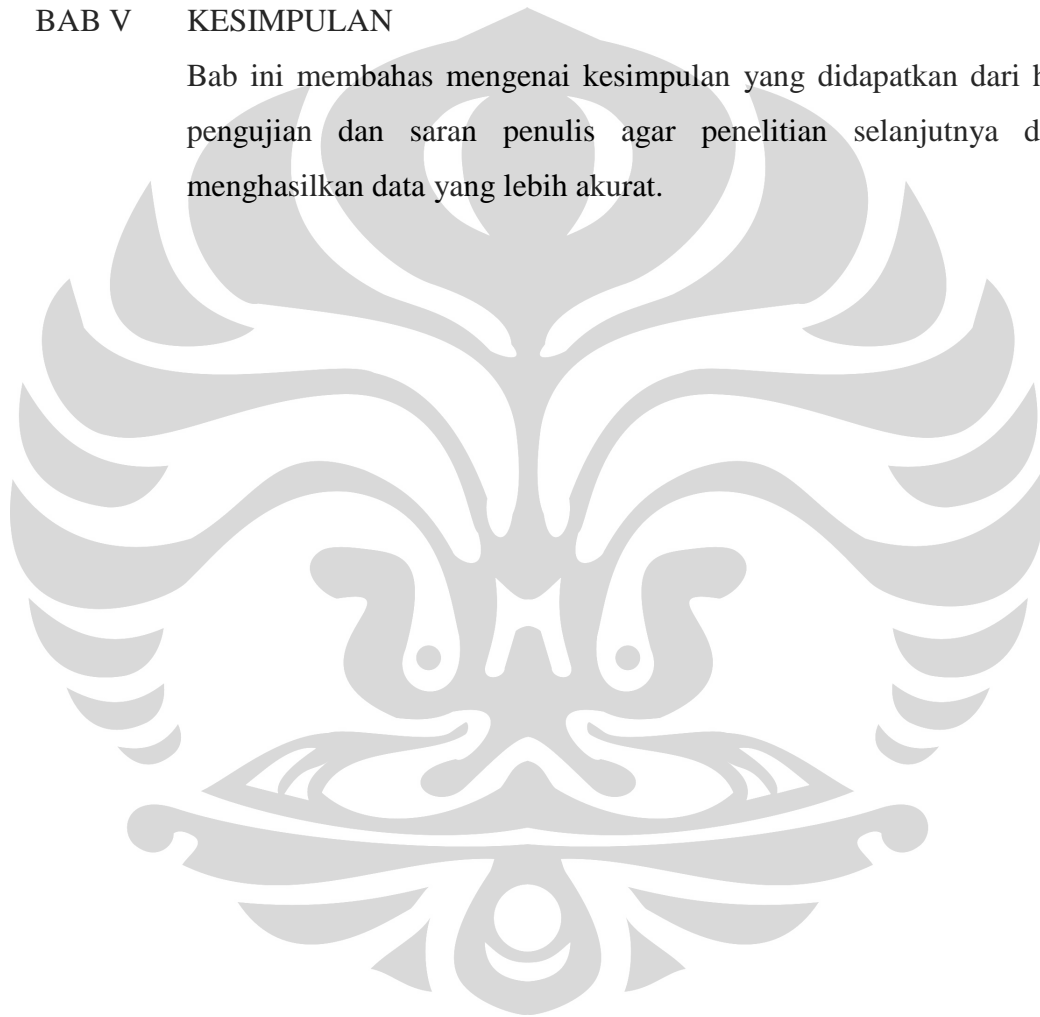 BAB V KESIMPULAN
Bab ini membahas mengenai kesimpulan yang didapatkan dari
pengujian dan saran penulis agar penelitian selanjutnya
menghasilkan data yang lebih akurat.